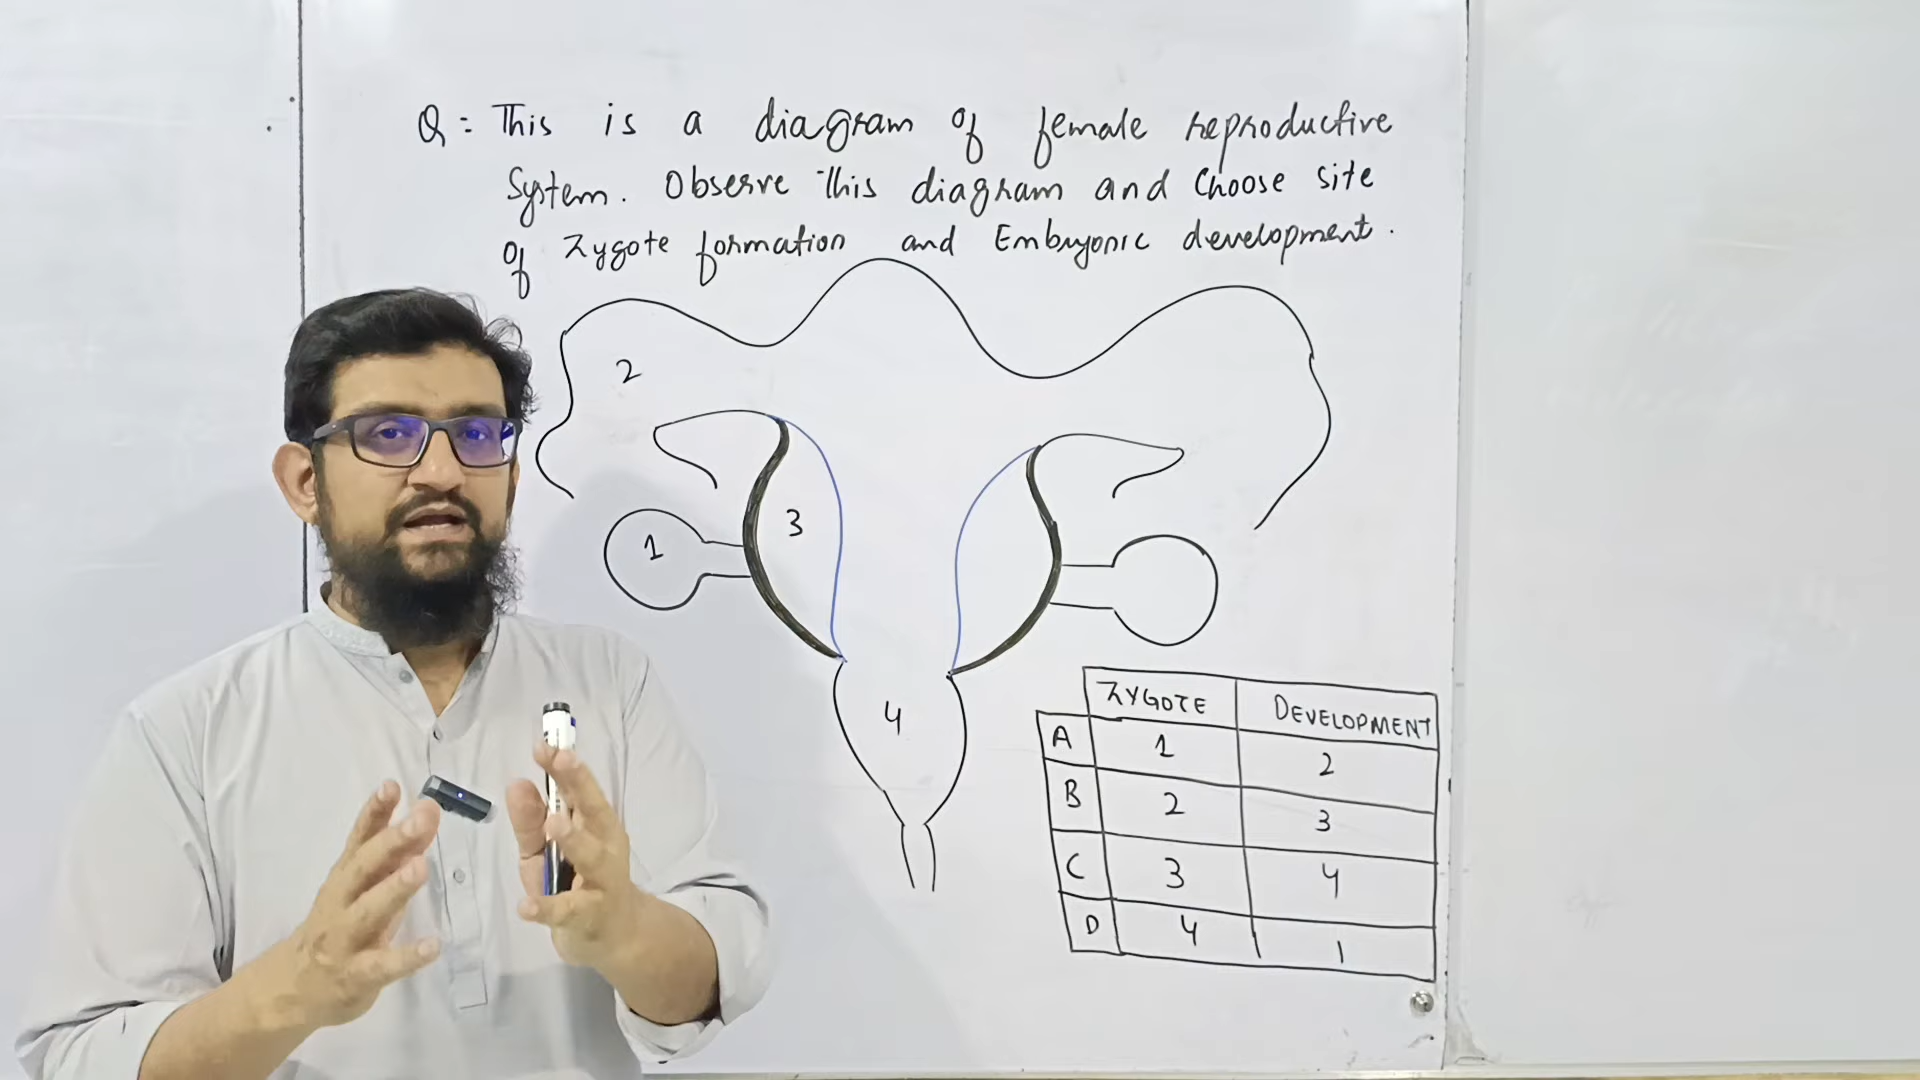 Q: This is a diagram of female reproductive
System. Observe This diagram and Choose site
of Zygote formation and Embryonic development.
2
1
3
4
ZYGOTE DEVELOPMENT
A 1 2
B 2 3
C 3 4
D 4 1